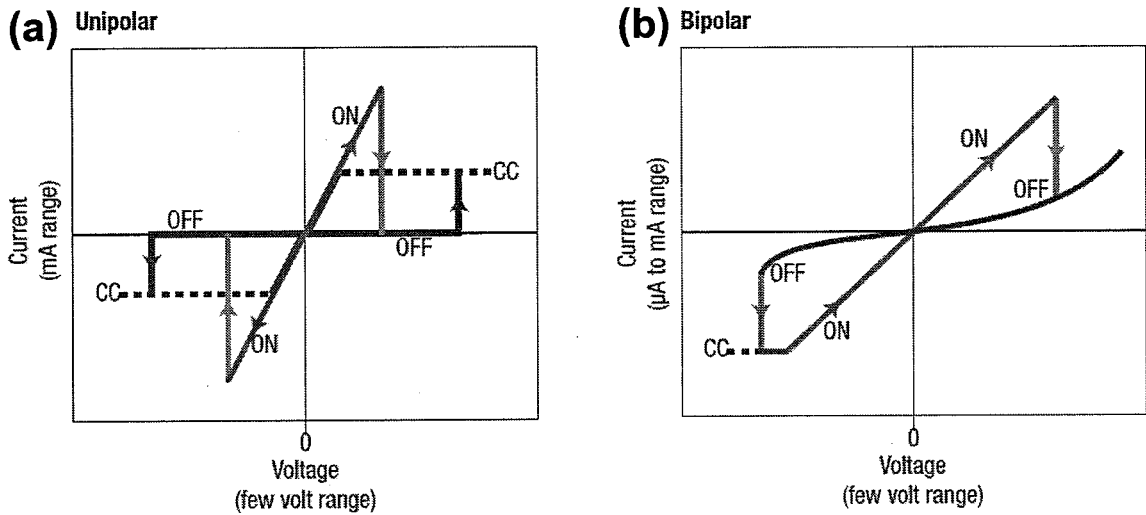 (a) Unipolar
Current
(mA range)
ON
CC
OFF
OFF
CC
ON
0
Voltage
(few volt range)
(b) Bipolar
Current
(µA to mA range)
ON
OFF
OFF
ON
CC
0
Voltage
(few volt range)